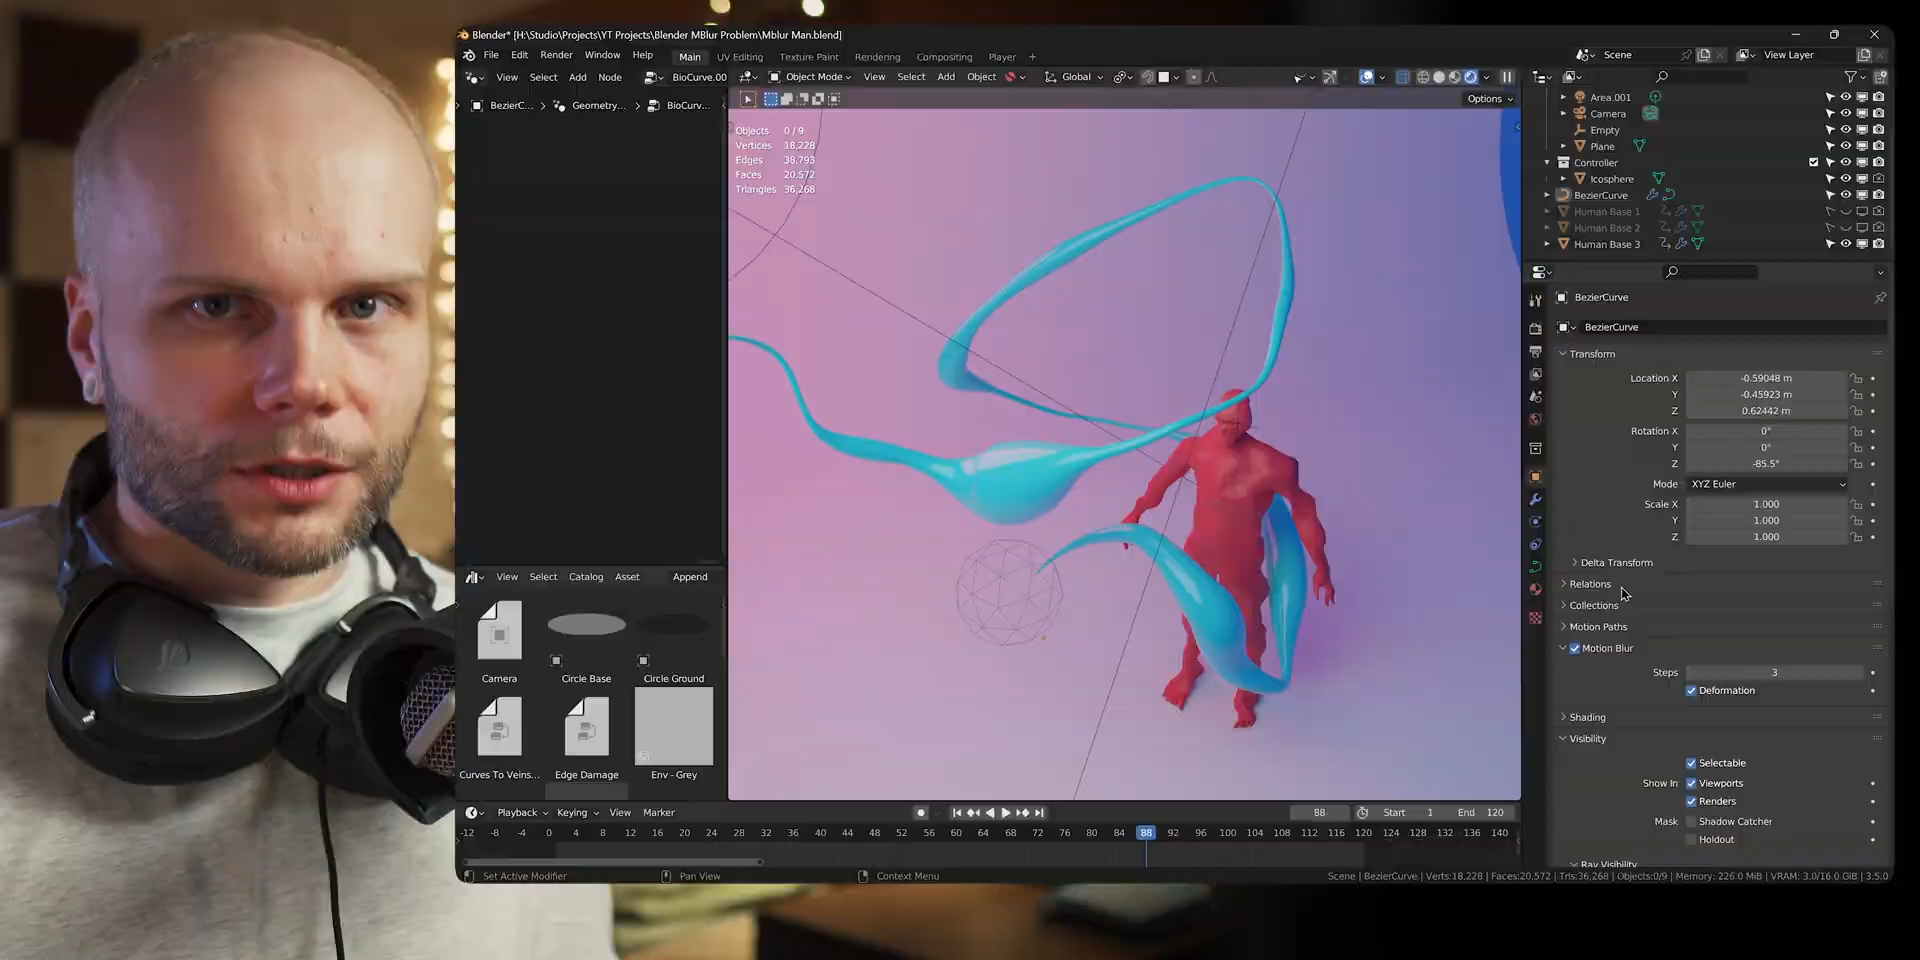 Blender* [H:\Studio\Projects\YT Projects\Blender MBlur Problem\Mblur Man.blend]
File Edit Render Window Help Main UV Editing Texture Paint Rendering Compositing Player + Scene View Layer
View Select Add Node BioCurve.00 Object Mode View Select Add Object Global
BezierC... Geometry... BioCurv... Options
Area.001
Camera
Empty
Plane
Controller
Icosphere
BezierCurve
Human Base 1
Human Base 2
Human Base 3
Objects 0 / 9
Vertices 18,228
Edges 38,793
Faces 20,572
Triangles 36,268
BezierCurve
BezierCurve
Transform
Location X -0.59048 m
Y -0.45923 m
Z 0.62442 m
Rotation X 0°
Y 0°
Z -85.5°
Mode XYZ Euler
Scale X 1.000
Y 1.000
Z 1.000
Delta Transform
Relations
Collections
Motion Paths
Motion Blur
Steps 3
Deformation
Shading
Visibility
Selectable
Show In Viewports
Renders
Mask Shadow Catcher
Holdout
Ray Visibility
View Select Catalog Asset Append
Camera Circle Base Circle Ground
Curves To Veins... Edge Damage Env - Grey
Playback Keying View Marker 88 Start 1 End 120
-12 -8 -4 0 4 8 12 16 20 24 28 32 36 40 44 48 52 56 60 64 68 72 76 80 84 88 92 96 100 104 108 112 116 120 124 128 132 136 140
Set Active Modifier Pan View Context Menu Scene | BezierCurve | Verts:18,228 | Faces:20,572 | Tris:36,268 | Objects:0/9 | Memory: 226.0 MiB | VRAM: 3.0/16.0 GiB | 3.5.0